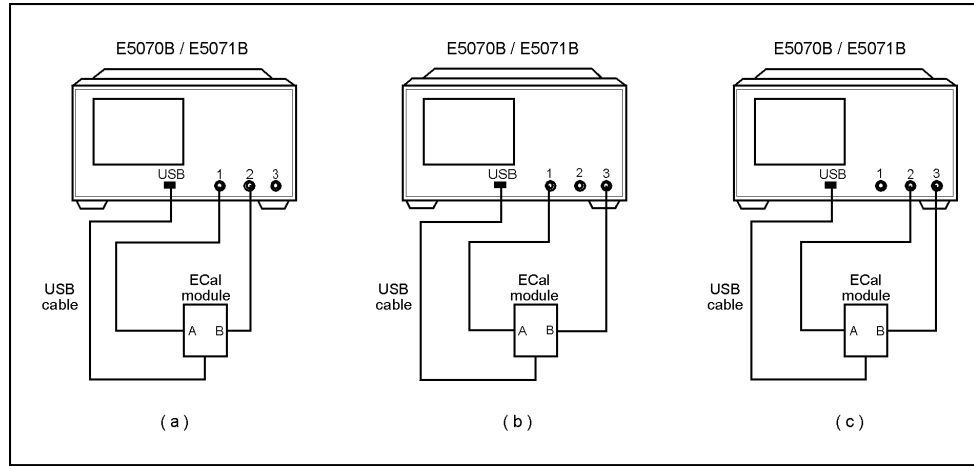 E5070B / E5071B
USB
1
2
3
ECal
module
USB
cable
A
B
( a )
E5070B / E5071B
USB
1
2
3
ECal
module
USB
cable
A
B
( b )
E5070B / E5071B
USB
1
2
3
ECal
module
USB
cable
A
B
( c )